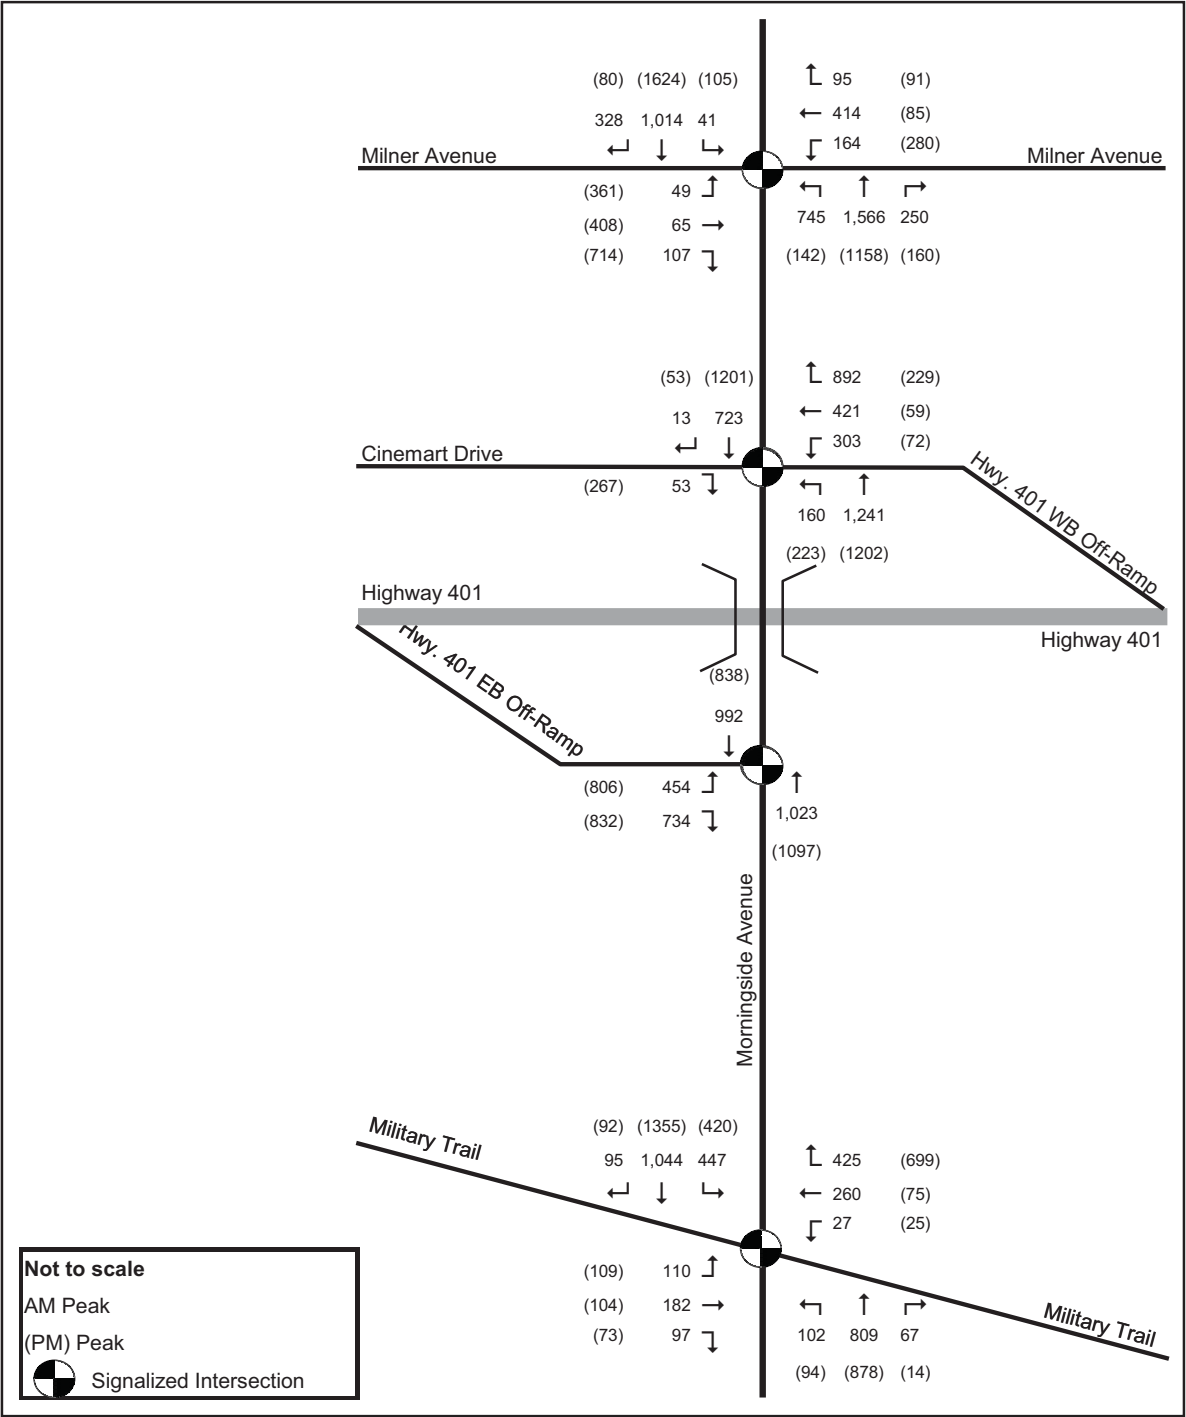 (80) (1624) (105)
95 (91)
414 (85)
328 1,014 41
164 (280)
Milner Avenue
Milner Avenue
(361) 49
(408) 65
745 1,566 250
(714) 107
(142) (1158) (160)
(53) (1201)
892 (229)
421 (59)
13 723
303 (72)
Cinemart Drive
Hwy. 401 WB Off-Ramp
(267) 53
160 1,241
(223) (1202)
Highway 401
Highway 401
Hwy. 401 EB Off-Ramp
(838)
992
(806) 454
(832) 734
1,023
(1097)
Morningside Avenue
Military Trail
(92) (1355) (420)
95 1,044 447
425 (699)
260 (75)
27 (25)
(109) 110
(104) 182
(73) 97
102 809 67
(94) (878) (14)
Military Trail
Not to scale
AM Peak
(PM) Peak
Signalized Intersection